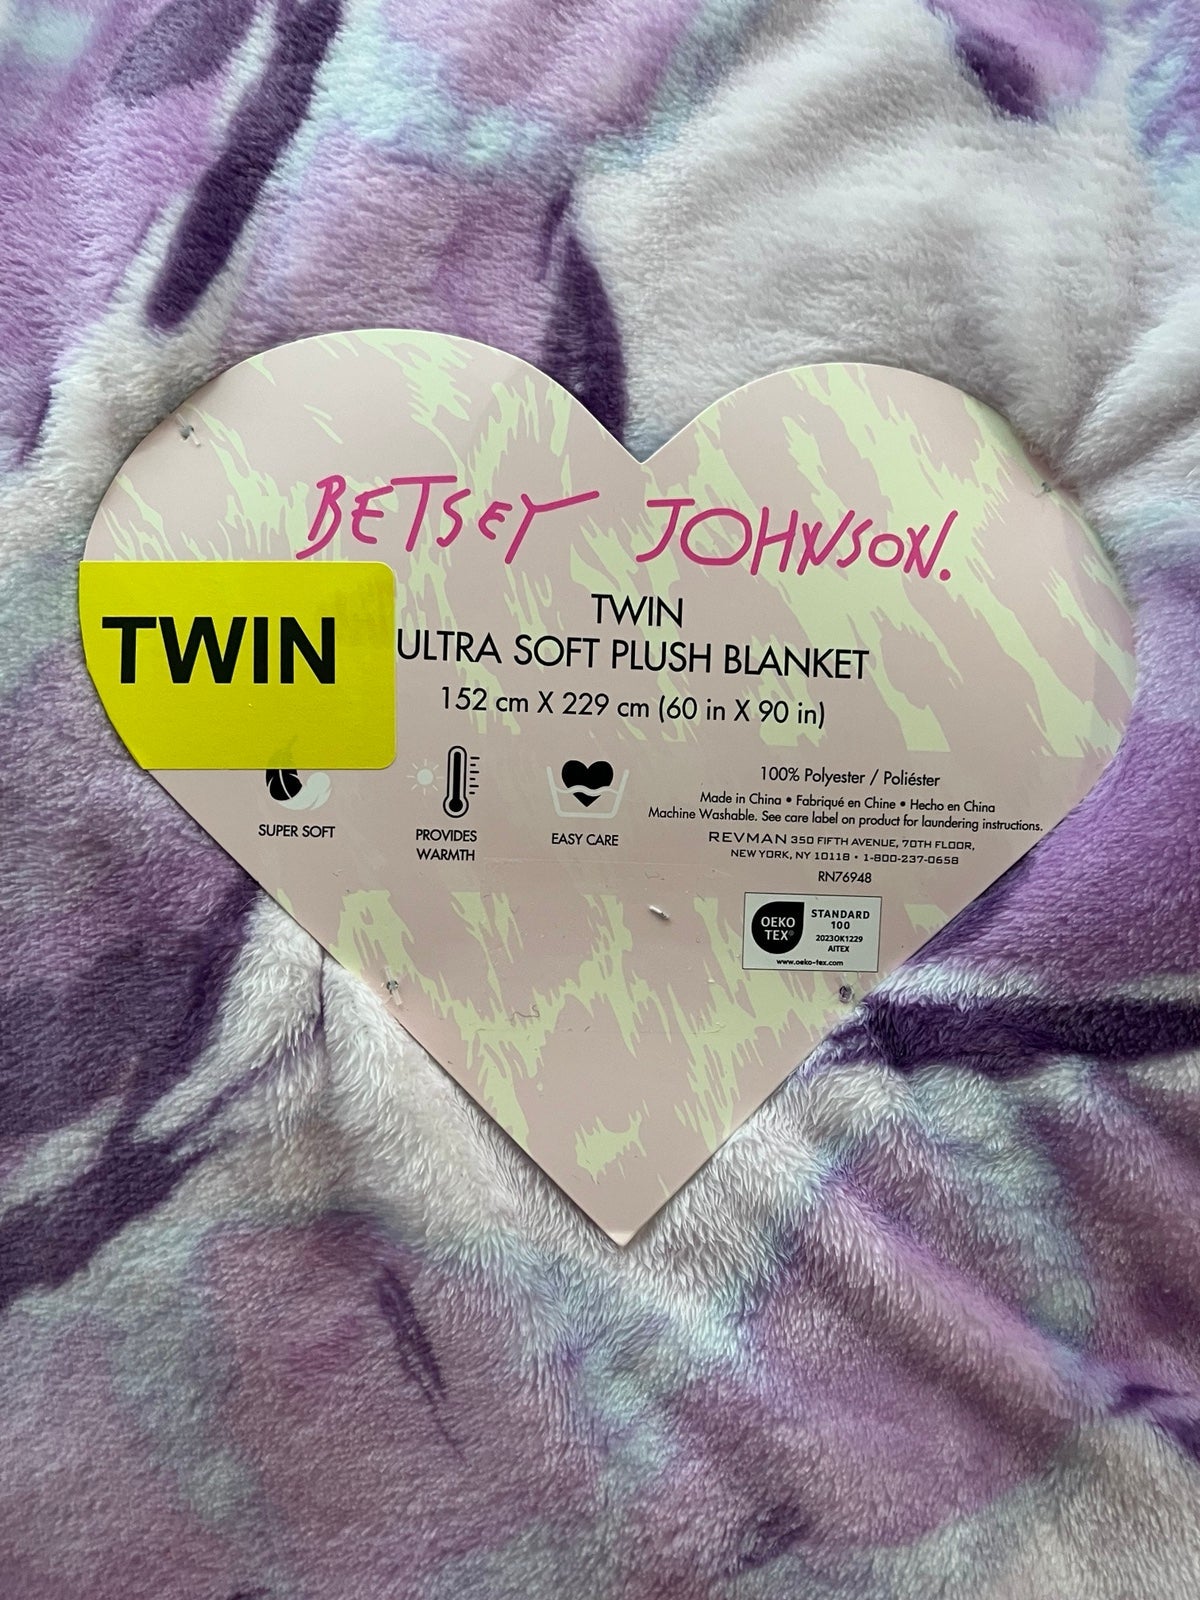 BETSEY JOHNSON.
TWIN
TWIN
ULTRA SOFT PLUSH BLANKET
152 cm X 229 cm (60 in X 90 in)
SUPER SOFT
PROVIDES
WARMTH
EASY CARE
100% Polyester / Poliéster
Made in China • Fabriqué en Chine • Hecho en China
Machine Washable. See care label on product for laundering instructions.
REVMAN 350 FIFTH AVENUE, 70TH FLOOR,
NEW YORK, NY 10118 • 1-800-237-0658
RN76948
OEKO
TEX®
STANDARD
100
2023OK1229
AITEX
www.oeko-tex.com